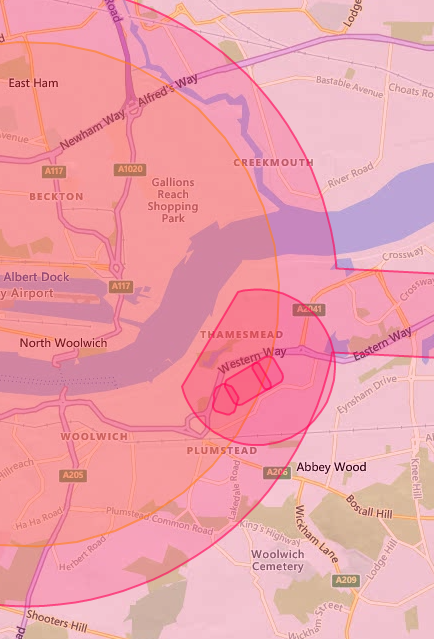 Road
Lodge
East Ham
Alfred's Way
Bastable Avenue
Choats Ro
Newham Way
venue
A117
A1020
CREEKMOUTH
River Road
BECKTON
Gallions
Reach
Shopping
Park
Crossway
Albert Dock
y Airport
A117
Crossway
A2041
THAMESMEAD
Eastern Way
North Woolwich
Western Way
Eynsham Drive
WOOLWICH
PLUMSTEAD
Abbey Wood
A206
A205
Lakedale Road
Knee Hill
Ha Ha Road
Plumstead Common Road
King's Highway
Bostall Hill
Wickham Lane
Herbert Road
Woolwich
Cemetery
Lodge Hill
A209
Wickham Street
Shooters Hill